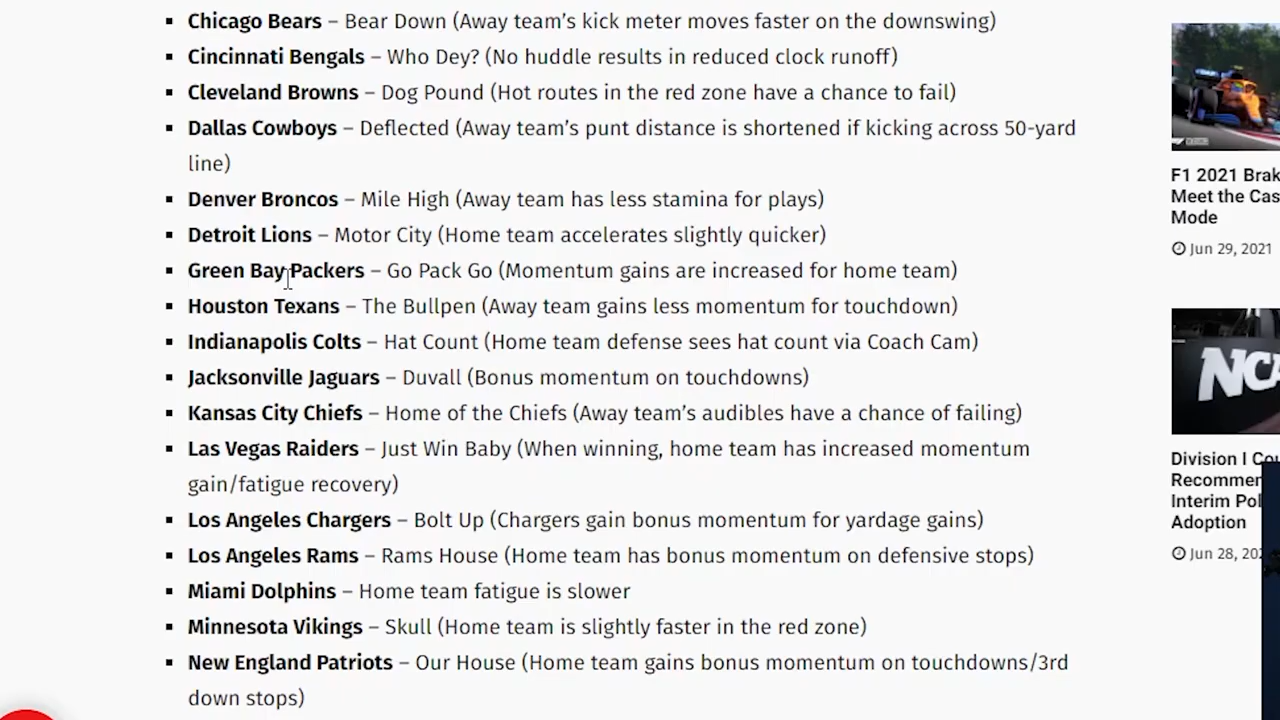 Chicago Bears – Bear Down (Away team’s kick meter moves faster on the downswing)
Cincinnati Bengals – Who Dey? (No huddle results in reduced clock runoff)
Cleveland Browns – Dog Pound (Hot routes in the red zone have a chance to fail)
Dallas Cowboys – Deflected (Away team’s punt distance is shortened if kicking across 50-yard
line)
Denver Broncos – Mile High (Away team has less stamina for plays)
Detroit Lions – Motor City (Home team accelerates slightly quicker)
Green Bay Packers – Go Pack Go (Momentum gains are increased for home team)
Houston Texans – The Bullpen (Away team gains less momentum for touchdown)
Indianapolis Colts – Hat Count (Home team defense sees hat count via Coach Cam)
Jacksonville Jaguars – Duvall (Bonus momentum on touchdowns)
Kansas City Chiefs – Home of the Chiefs (Away team’s audibles have a chance of failing)
Las Vegas Raiders – Just Win Baby (When winning, home team has increased momentum
gain/fatigue recovery)
Los Angeles Chargers – Bolt Up (Chargers gain bonus momentum for yardage gains)
Los Angeles Rams – Rams House (Home team has bonus momentum on defensive stops)
Miami Dolphins – Home team fatigue is slower
Minnesota Vikings – Skull (Home team is slightly faster in the red zone)
New England Patriots – Our House (Home team gains bonus momentum on touchdowns/3rd
down stops)
F1 2021 Brak
Meet the Cas
Mode
Jun 29, 2021
NCA
Division I Cou
Recommen
Interim Pol
Adoption
Jun 28, 202